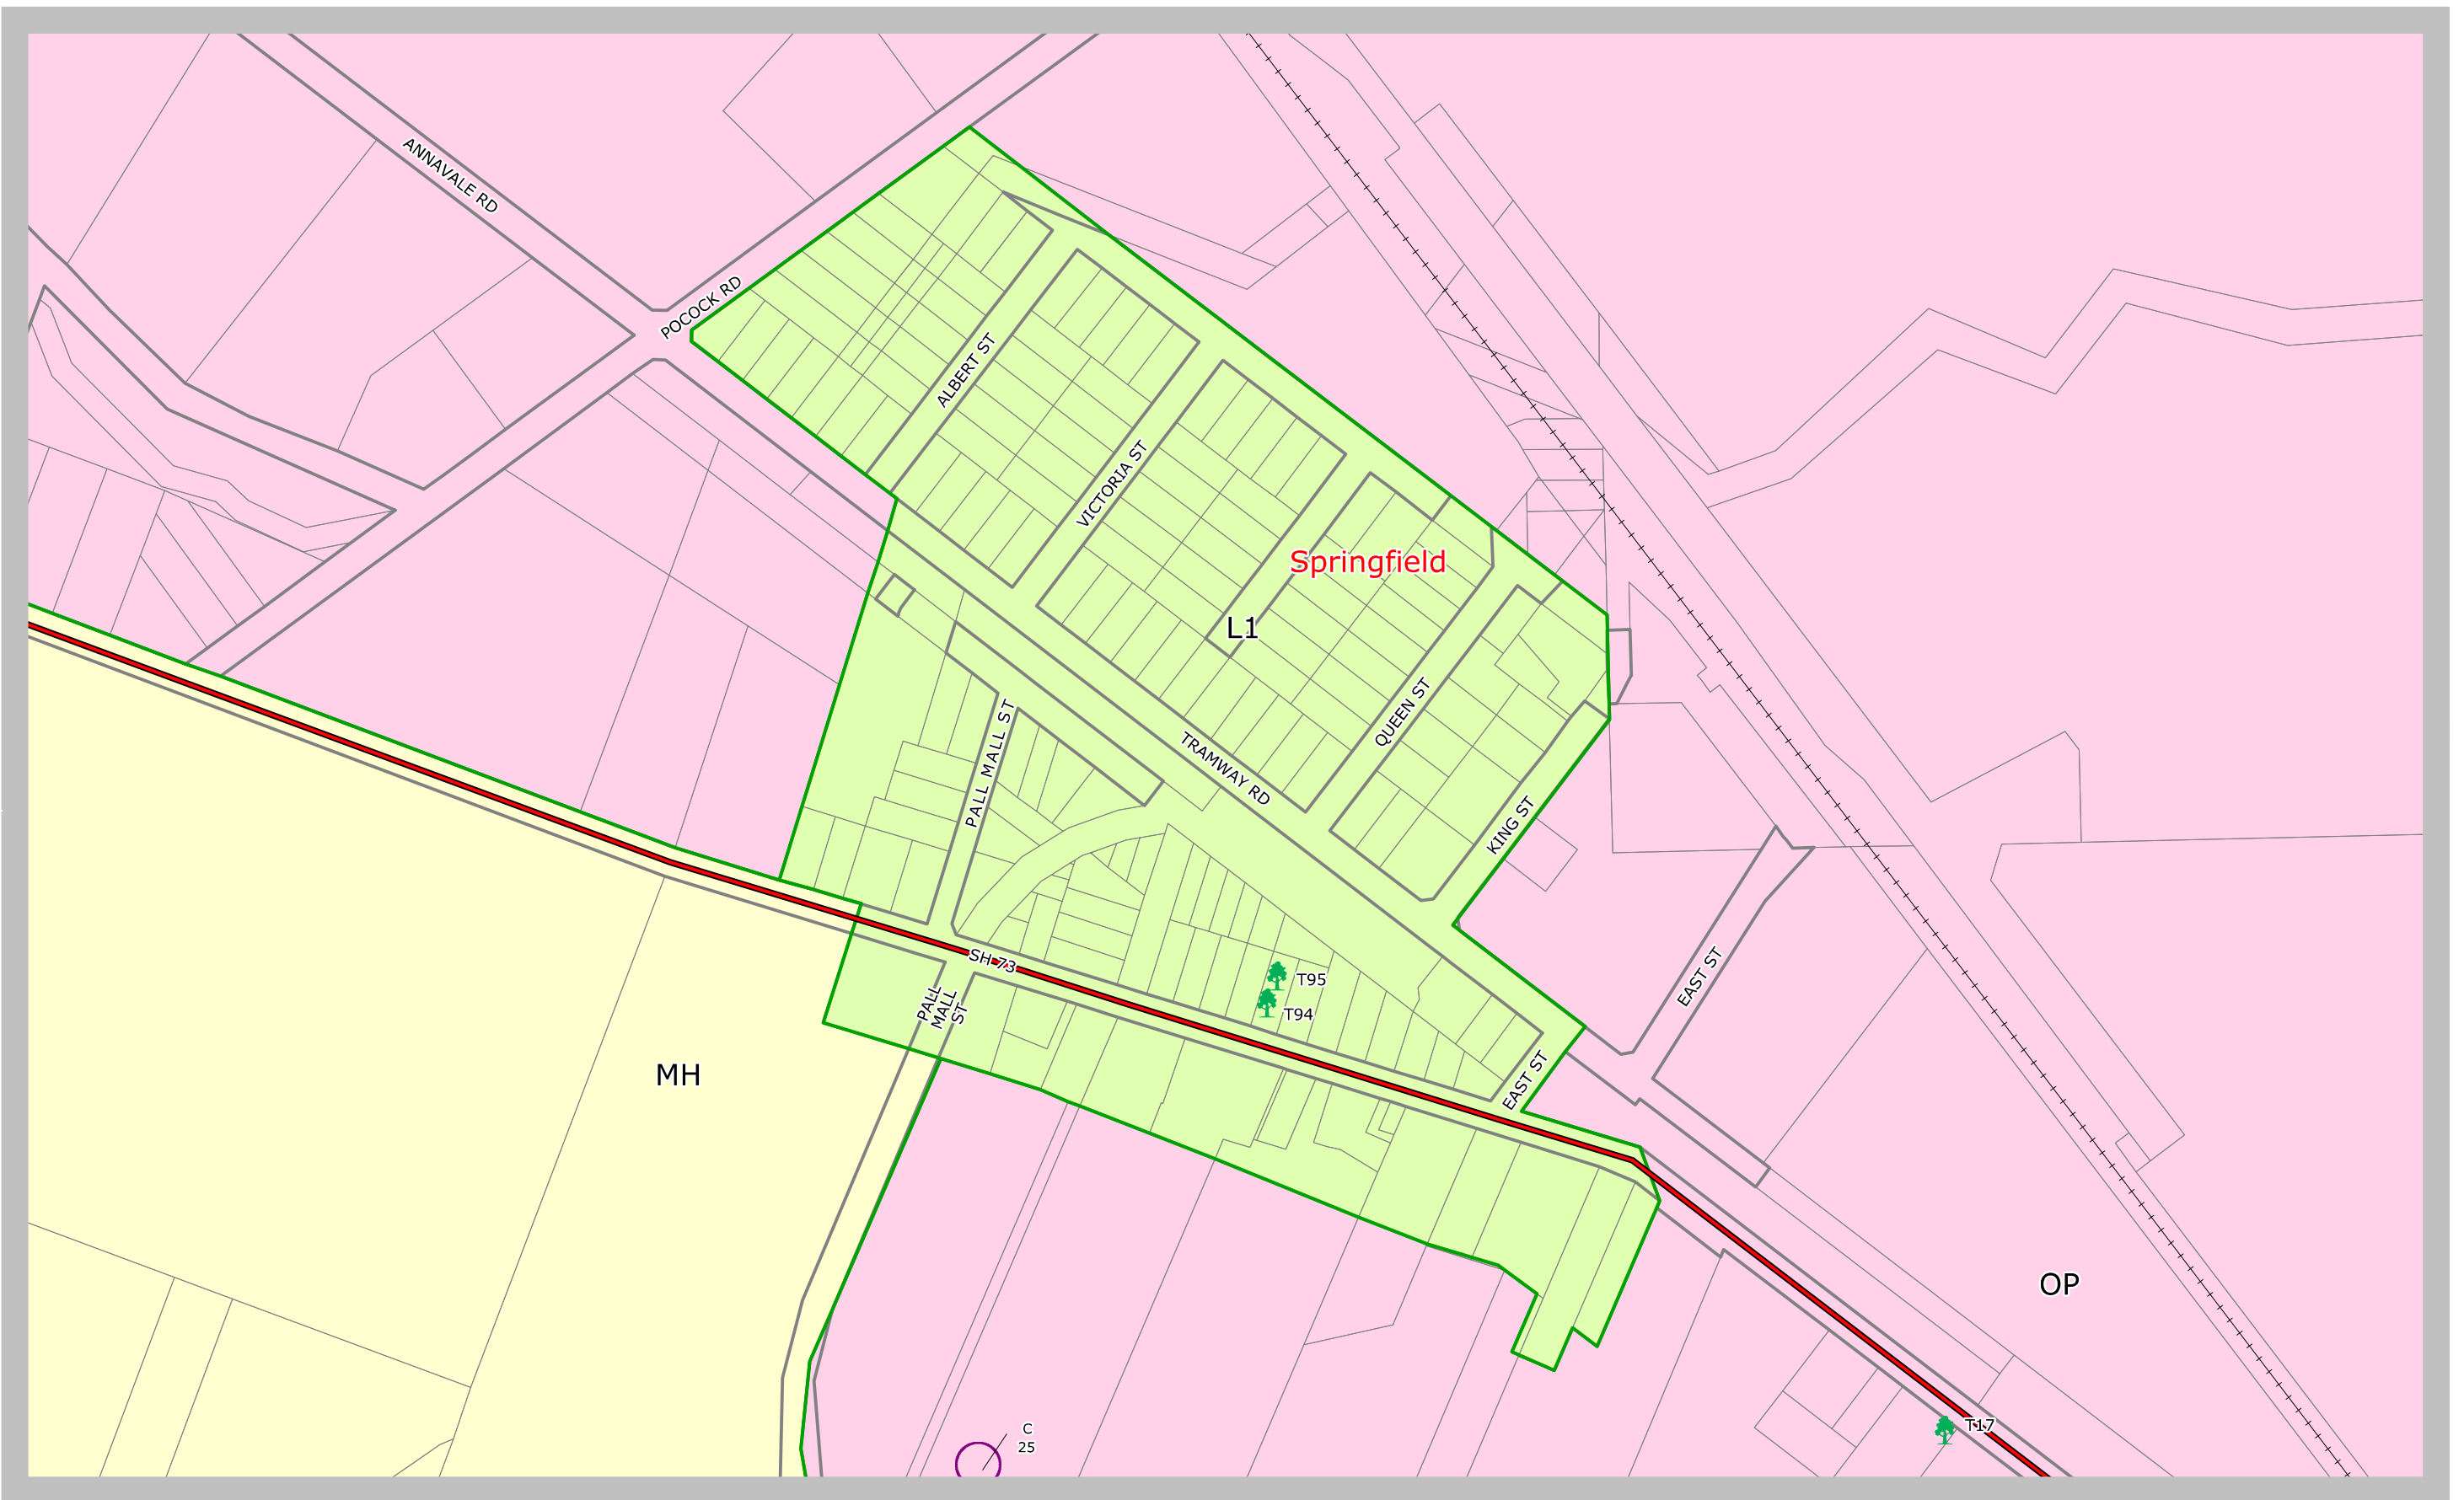 ANNAVALE RD
POCOCK RD
ALBERT ST
VICTORIA ST
Springfield
L1
QUEEN ST
PALL MALL ST
TRAMWAY RD
KING ST
SH 73
T95
T94
PALL
MALL
ST
EAST ST
EAST ST
MH
OP
C
25
T17